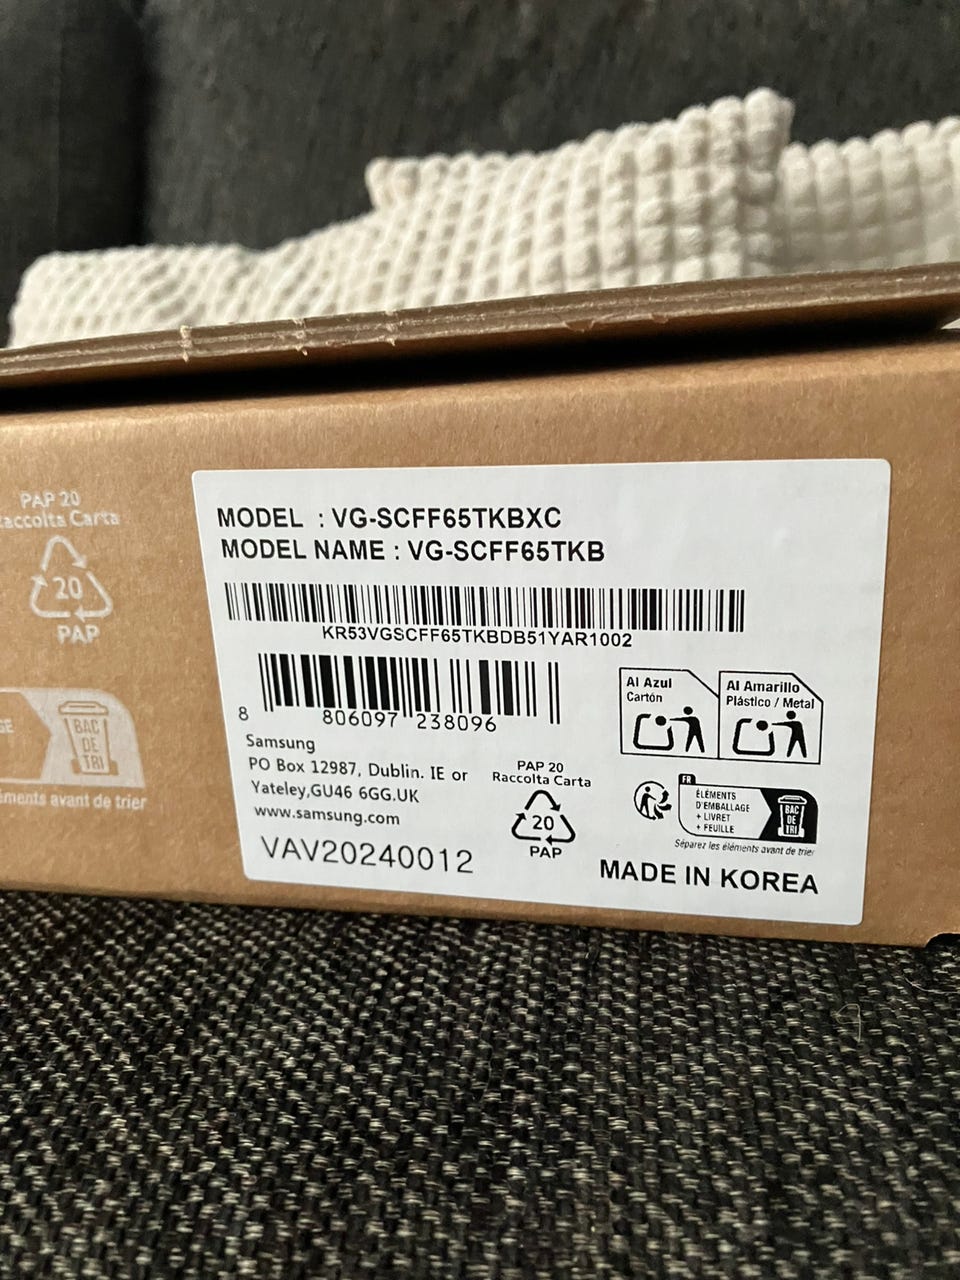 PAP 20
Raccolta Carta
20
PAP
BAC
DE
TRI
éments avant de trier
MODEL : VG-SCFF65TKBXC
MODEL NAME : VG-SCFF65TKB
KR53VGSCFF65TKBDB51YAR1002
8 806097 238096
Samsung
PO Box 12987, Dublin. IE or
Yateley,GU46 6GG.UK
www.samsung.com
VAV20240012
PAP 20
Raccolta Carta
20
PAP
Al Azul
Cartón
Al Amarillo
Plástico / Metal
FR
ÉLÉMENTS
D'EMBALLAGE
+ LIVRET
+ FEUILLE
BAC
DE
TRI
Séparez les éléments avant de trier
MADE IN KOREA